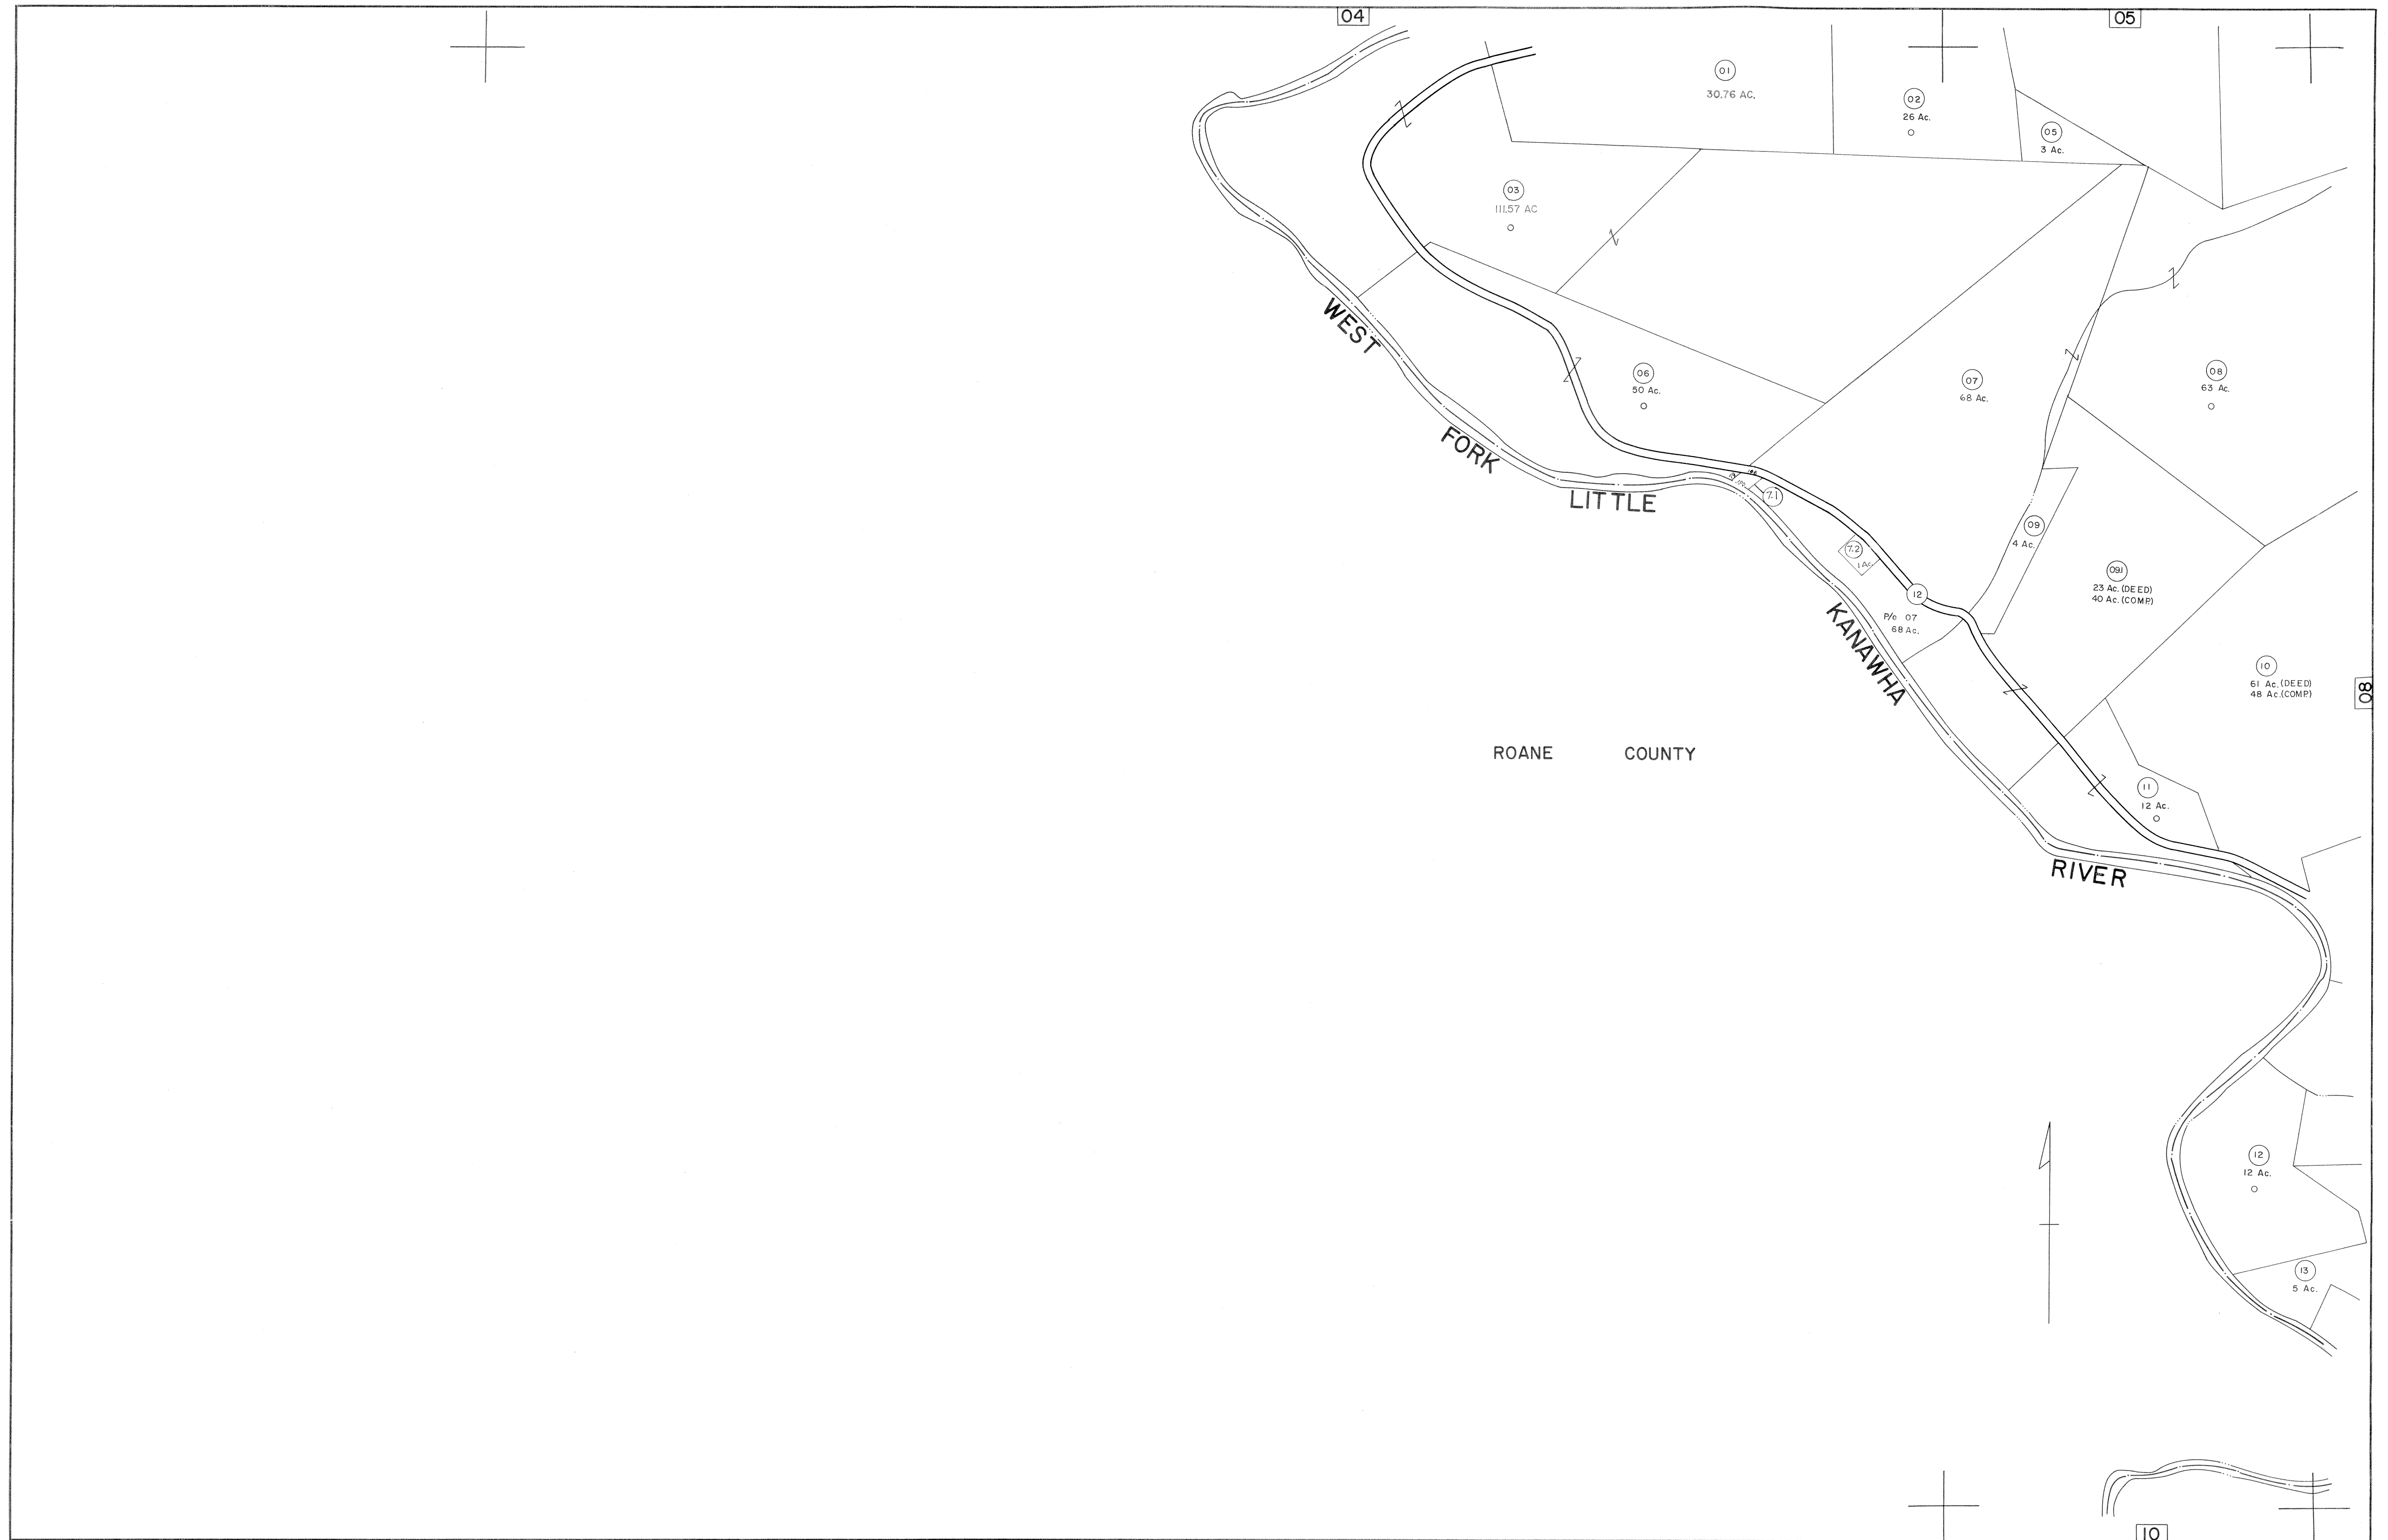 04
05
01
30.76 AC.
02
26 Ac.
05
3 Ac.
03
111.57 AC
06
50 Ac.
07
68 Ac.
08
63 Ac.
WEST
FORK
LITTLE
KANAWHA
RIVER
7.1
7.2
1 Ac.
09
4 Ac.
09.1
23 Ac. (DEED)
40 Ac. (COMP.)
12
P/o 07
68 Ac.
10
61 Ac. (DEED)
48 Ac. (COMP.)
08
ROANE COUNTY
11
12 Ac.
12
12 Ac.
13
5 Ac.
10